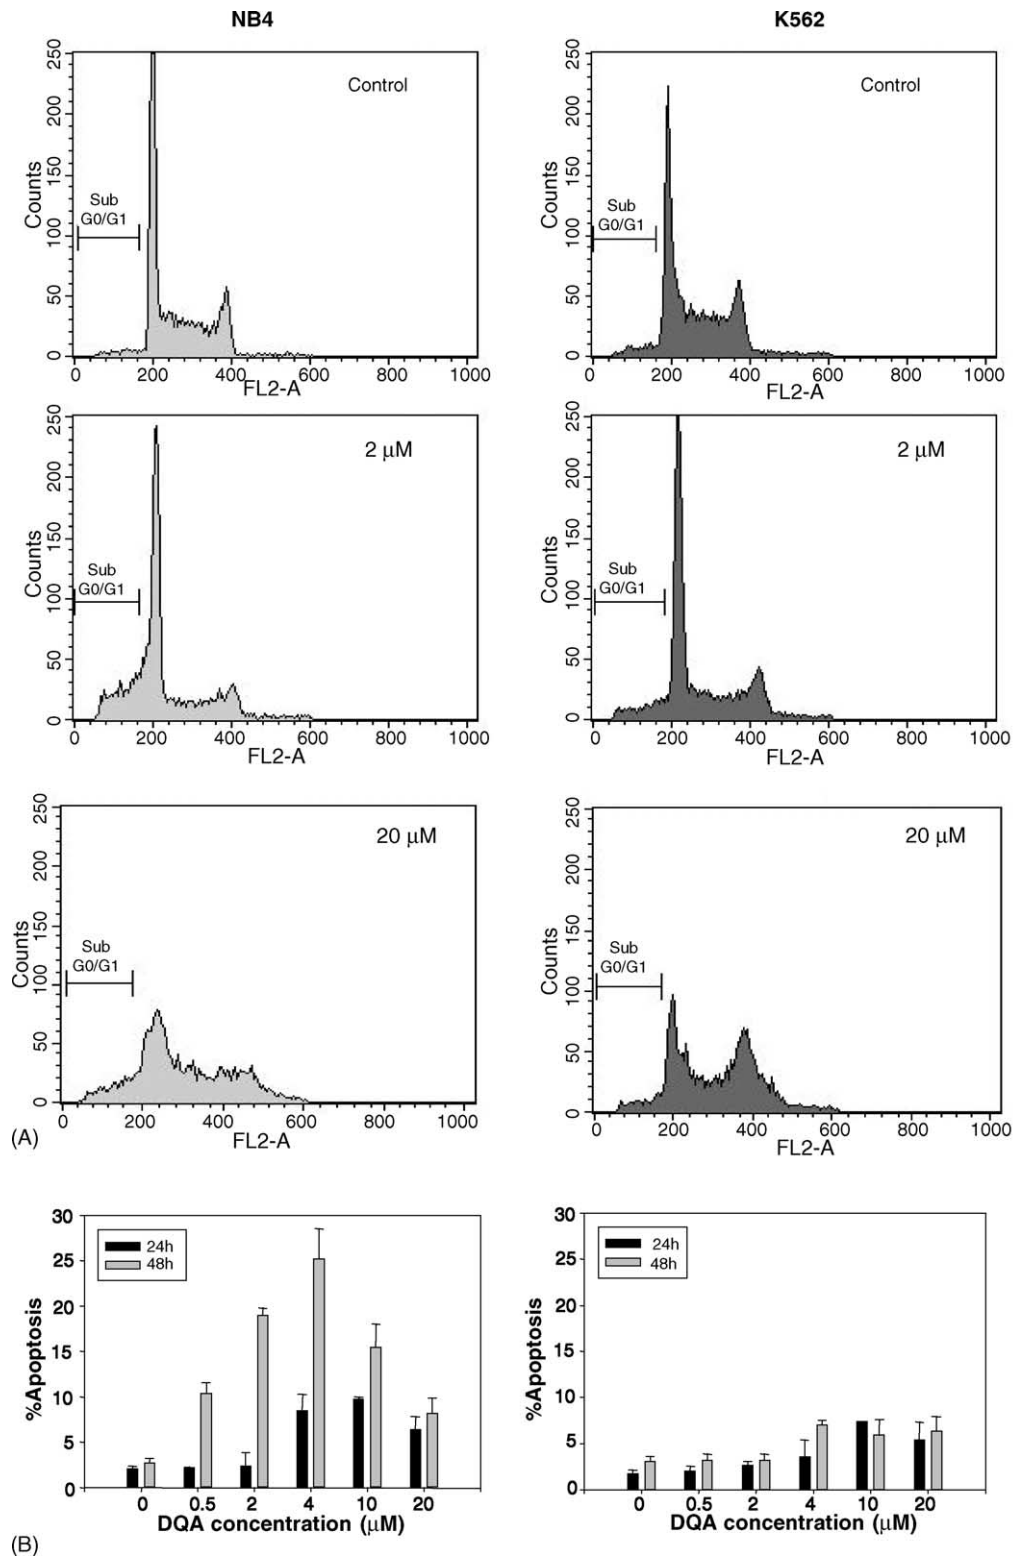 NB4
K562
250
200
150
100
50
0
Counts
Control
Sub
G0/G1
0 200 400 600 800 1000
FL2-A
250
200
150
100
50
0
Counts
Control
Sub
G0/G1
0 200 400 600 800 1000
FL2-A
250
200
150
100
50
0
Counts
2 μM
Sub
G0/G1
0 200 400 600 800 1000
FL2-A
250
200
150
100
50
0
Counts
2 μM
Sub
G0/G1
0 200 400 600 800 1000
FL2-A
250
200
150
100
50
0
Counts
20 μM
Sub
G0/G1
0 200 400 600 800 1000
FL2-A
250
200
150
100
50
0
Counts
20 μM
Sub
G0/G1
0 200 400 600 800 1000
FL2-A
(A)
30
25
20
15
10
5
0
%Apoptosis
24h
48h
0 0.5 2 4 10 20
DQA concentration (μM)
30
25
20
15
10
5
0
%Apoptosis
24h
48h
0 0.5 2 4 10 20
DQA concentration (μM)
(B)